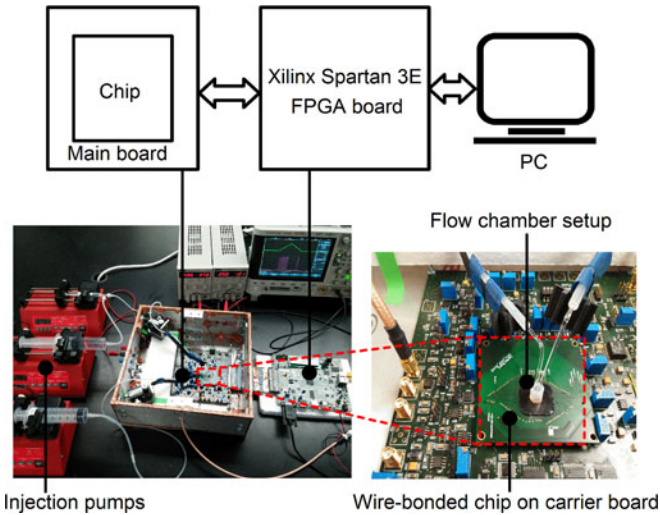 Chip
Main board
Xilinx Spartan 3E
FPGA board
PC
Flow chamber setup
Injection pumps
Wire-bonded chip on carrier board